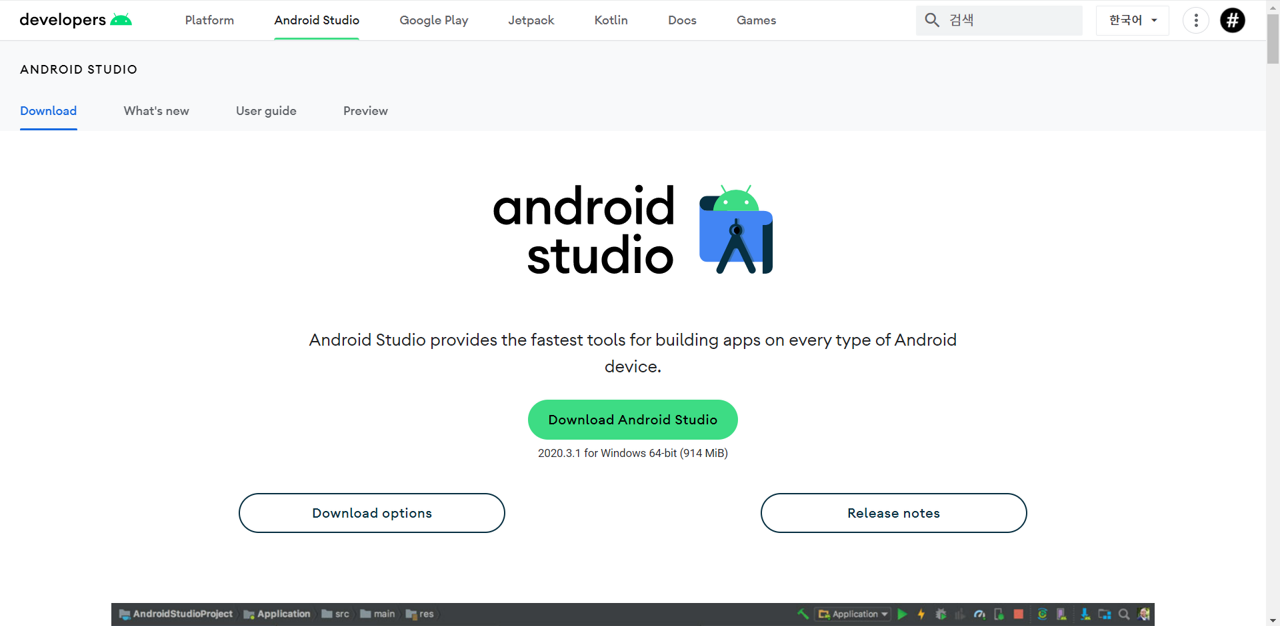 developers
Platform
Android Studio
Google Play
Jetpack
Kotlin
Docs
Games
검색
한국어
#
ANDROID STUDIO
Download
What's new
User guide
Preview
android
studio
Android Studio provides the fastest tools for building apps on every type of Android
device.
Download Android Studio
2020.3.1 for Windows 64-bit (914 MiB)
Download options
Release notes
AndroidStudioProject
Application
src
main
res
Application